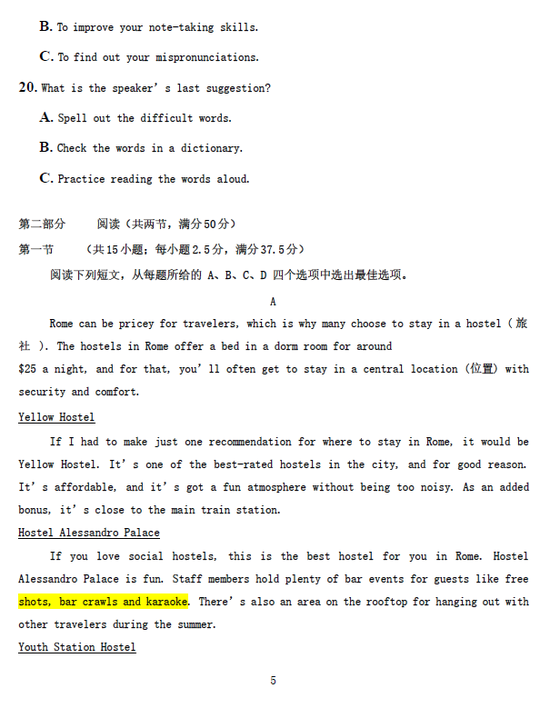 B. To improve your note-taking skills.
C. To find out your mispronunciations.
20. What is the speaker’s last suggestion?
A. Spell out the difficult words.
B. Check the words in a dictionary.
C. Practice reading the words aloud.
第二部分 阅读（共两节，满分50分）
第一节 （共15小题；每小题2.5分，满分37.5分）
阅读下列短文，从每题所给的 A、B、C、D 四个选项中选出最佳选项。
A
Rome can be pricey for travelers, which is why many choose to stay in a hostel (旅
社 ). The hostels in Rome offer a bed in a dorm room for around
$25 a night, and for that, you’ll often get to stay in a central location (位置) with
security and comfort.
Yellow Hostel
If I had to make just one recommendation for where to stay in Rome, it would be
Yellow Hostel. It’s one of the best-rated hostels in the city, and for good reason.
It’s affordable, and it’s got a fun atmosphere without being too noisy. As an added
bonus, it’s close to the main train station.
Hostel Alessandro Palace
If you love social hostels, this is the best hostel for you in Rome. Hostel
Alessandro Palace is fun. Staff members hold plenty of bar events for guests like free
shots, bar crawls and karaoke. There’s also an area on the rooftop for hanging out with
other travelers during the summer.
Youth Station Hostel
5